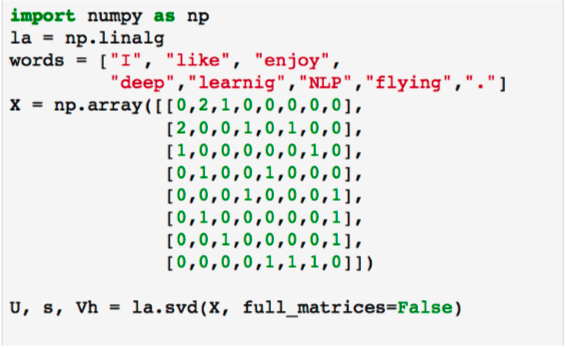 import numpy as np
la = np.linalg
words = ["I", "like", "enjoy",
"deep","learnig","NLP","flying","."]
X = np.array([[0,2,1,0,0,0,0,0],
[2,0,0,1,0,1,0,0],
[1,0,0,0,0,0,1,0],
[0,1,0,0,1,0,0,0],
[0,0,0,1,0,0,0,1],
[0,1,0,0,0,0,0,1],
[0,0,1,0,0,0,0,1],
[0,0,0,0,1,1,1,0]])
U, s, Vh = la.svd(X, full_matrices=False)